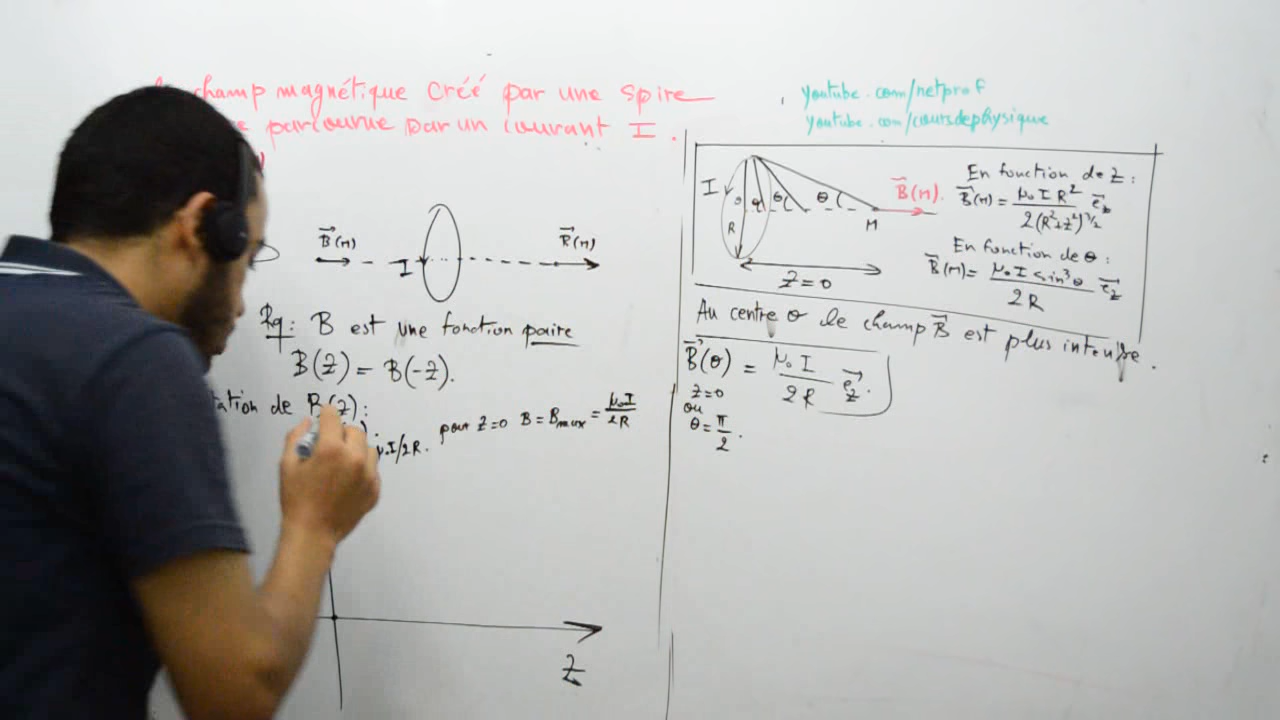 champ magnétique créé par une spire
parcourue par un courant I.
B(M)
I
B(M)
Rq: B est une fonction paire
B(Z) = B(-Z).
tation de B(Z):
pour Z=0 B = Bmax = μ₀I/2R
μ₀I/2R.
Z
youtube.com/netprof
youtube.com/coursdephysique
I
R
θ
θ
M
B(M).
Z=0
En fonction de Z:
B(M) = μ₀ I R² / 2(R²+Z²)^3/2 e_z
En fonction de θ:
B(M) = μ₀ I sin³θ / 2R e_z
Au centre O le champ B est plus intense.
B(O) = μ₀ I / 2R e_z.
Z=0
ou
θ = π/2.